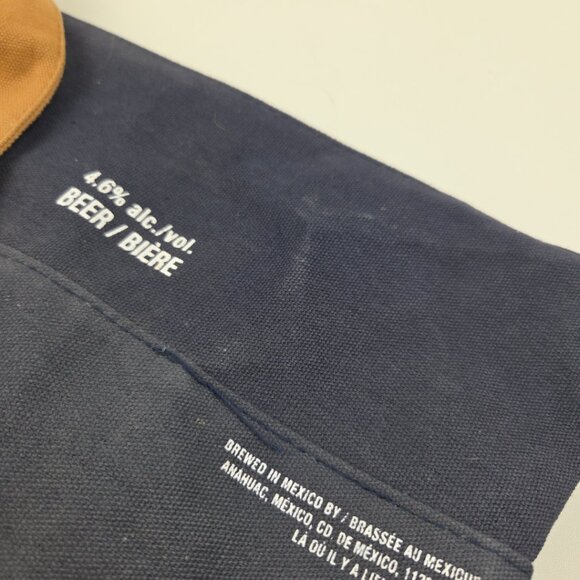 4.6% alc./vol.
BEER / BIÈRE
BREWED IN MEXICO BY / BRASSÉE AU MEXIQUE
ANÁHUAC, MÉXICO, CD. DE MÉXICO,
LÀ OÙ IL Y A